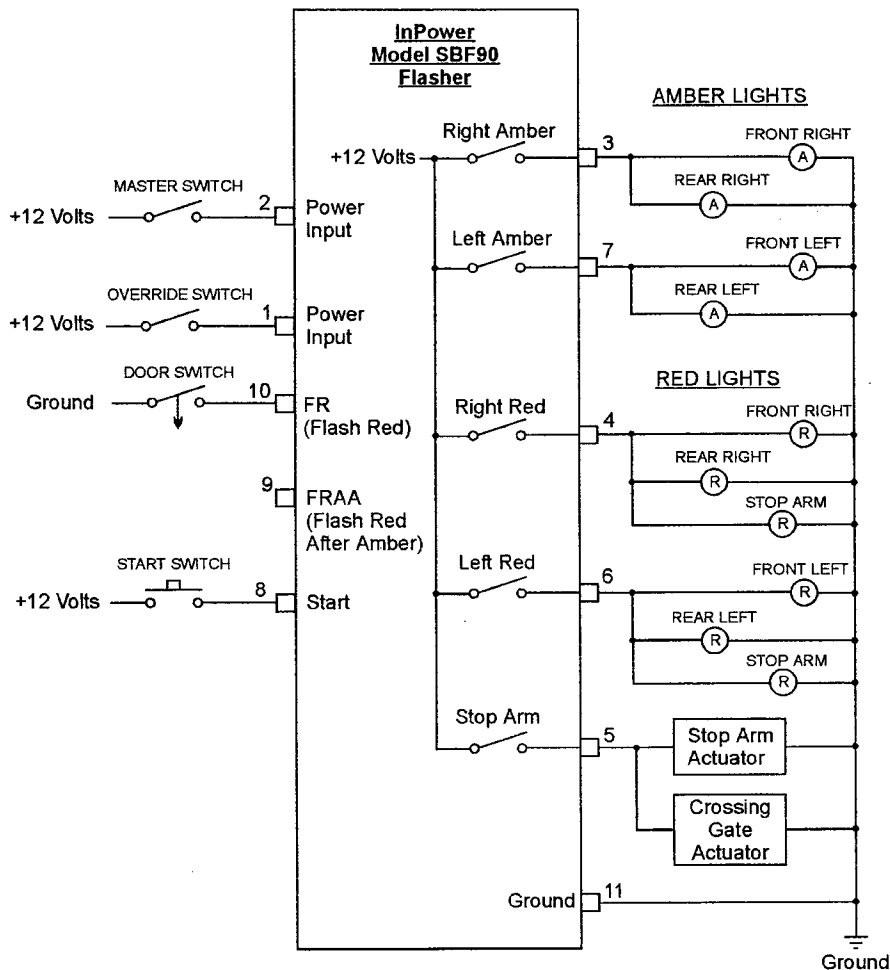 InPower
Model SBF90
Flasher
AMBER LIGHTS
Right Amber
3
FRONT RIGHT
+12 Volts
A
MASTER SWITCH
REAR RIGHT
2
A
+12 Volts
Power
Input
Left Amber
7
FRONT LEFT
A
OVERRIDE SWITCH
REAR LEFT
1
A
+12 Volts
Power
Input
DOOR SWITCH
RED LIGHTS
10
Ground
FR
(Flash Red)
Right Red
4
FRONT RIGHT
R
REAR RIGHT
R
9
FRAA
(Flash Red
After Amber)
STOP ARM
R
START SWITCH
Left Red
6
FRONT LEFT
8
R
+12 Volts
Start
REAR LEFT
R
STOP ARM
R
Stop Arm
5
Stop Arm
Actuator
Crossing
Gate
Actuator
Ground
11
Ground